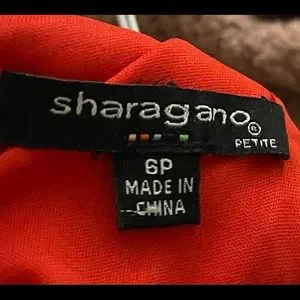 sharagano®
PETITE
6P
MADE IN
CHINA